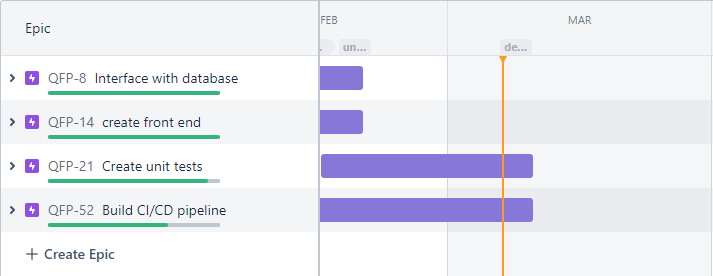 Epic
FEB
MAR
un...
de...
QFP-8 Interface with database
QFP-14 create front end
QFP-21 Create unit tests
QFP-52 Build CI/CD pipeline
+ Create Epic